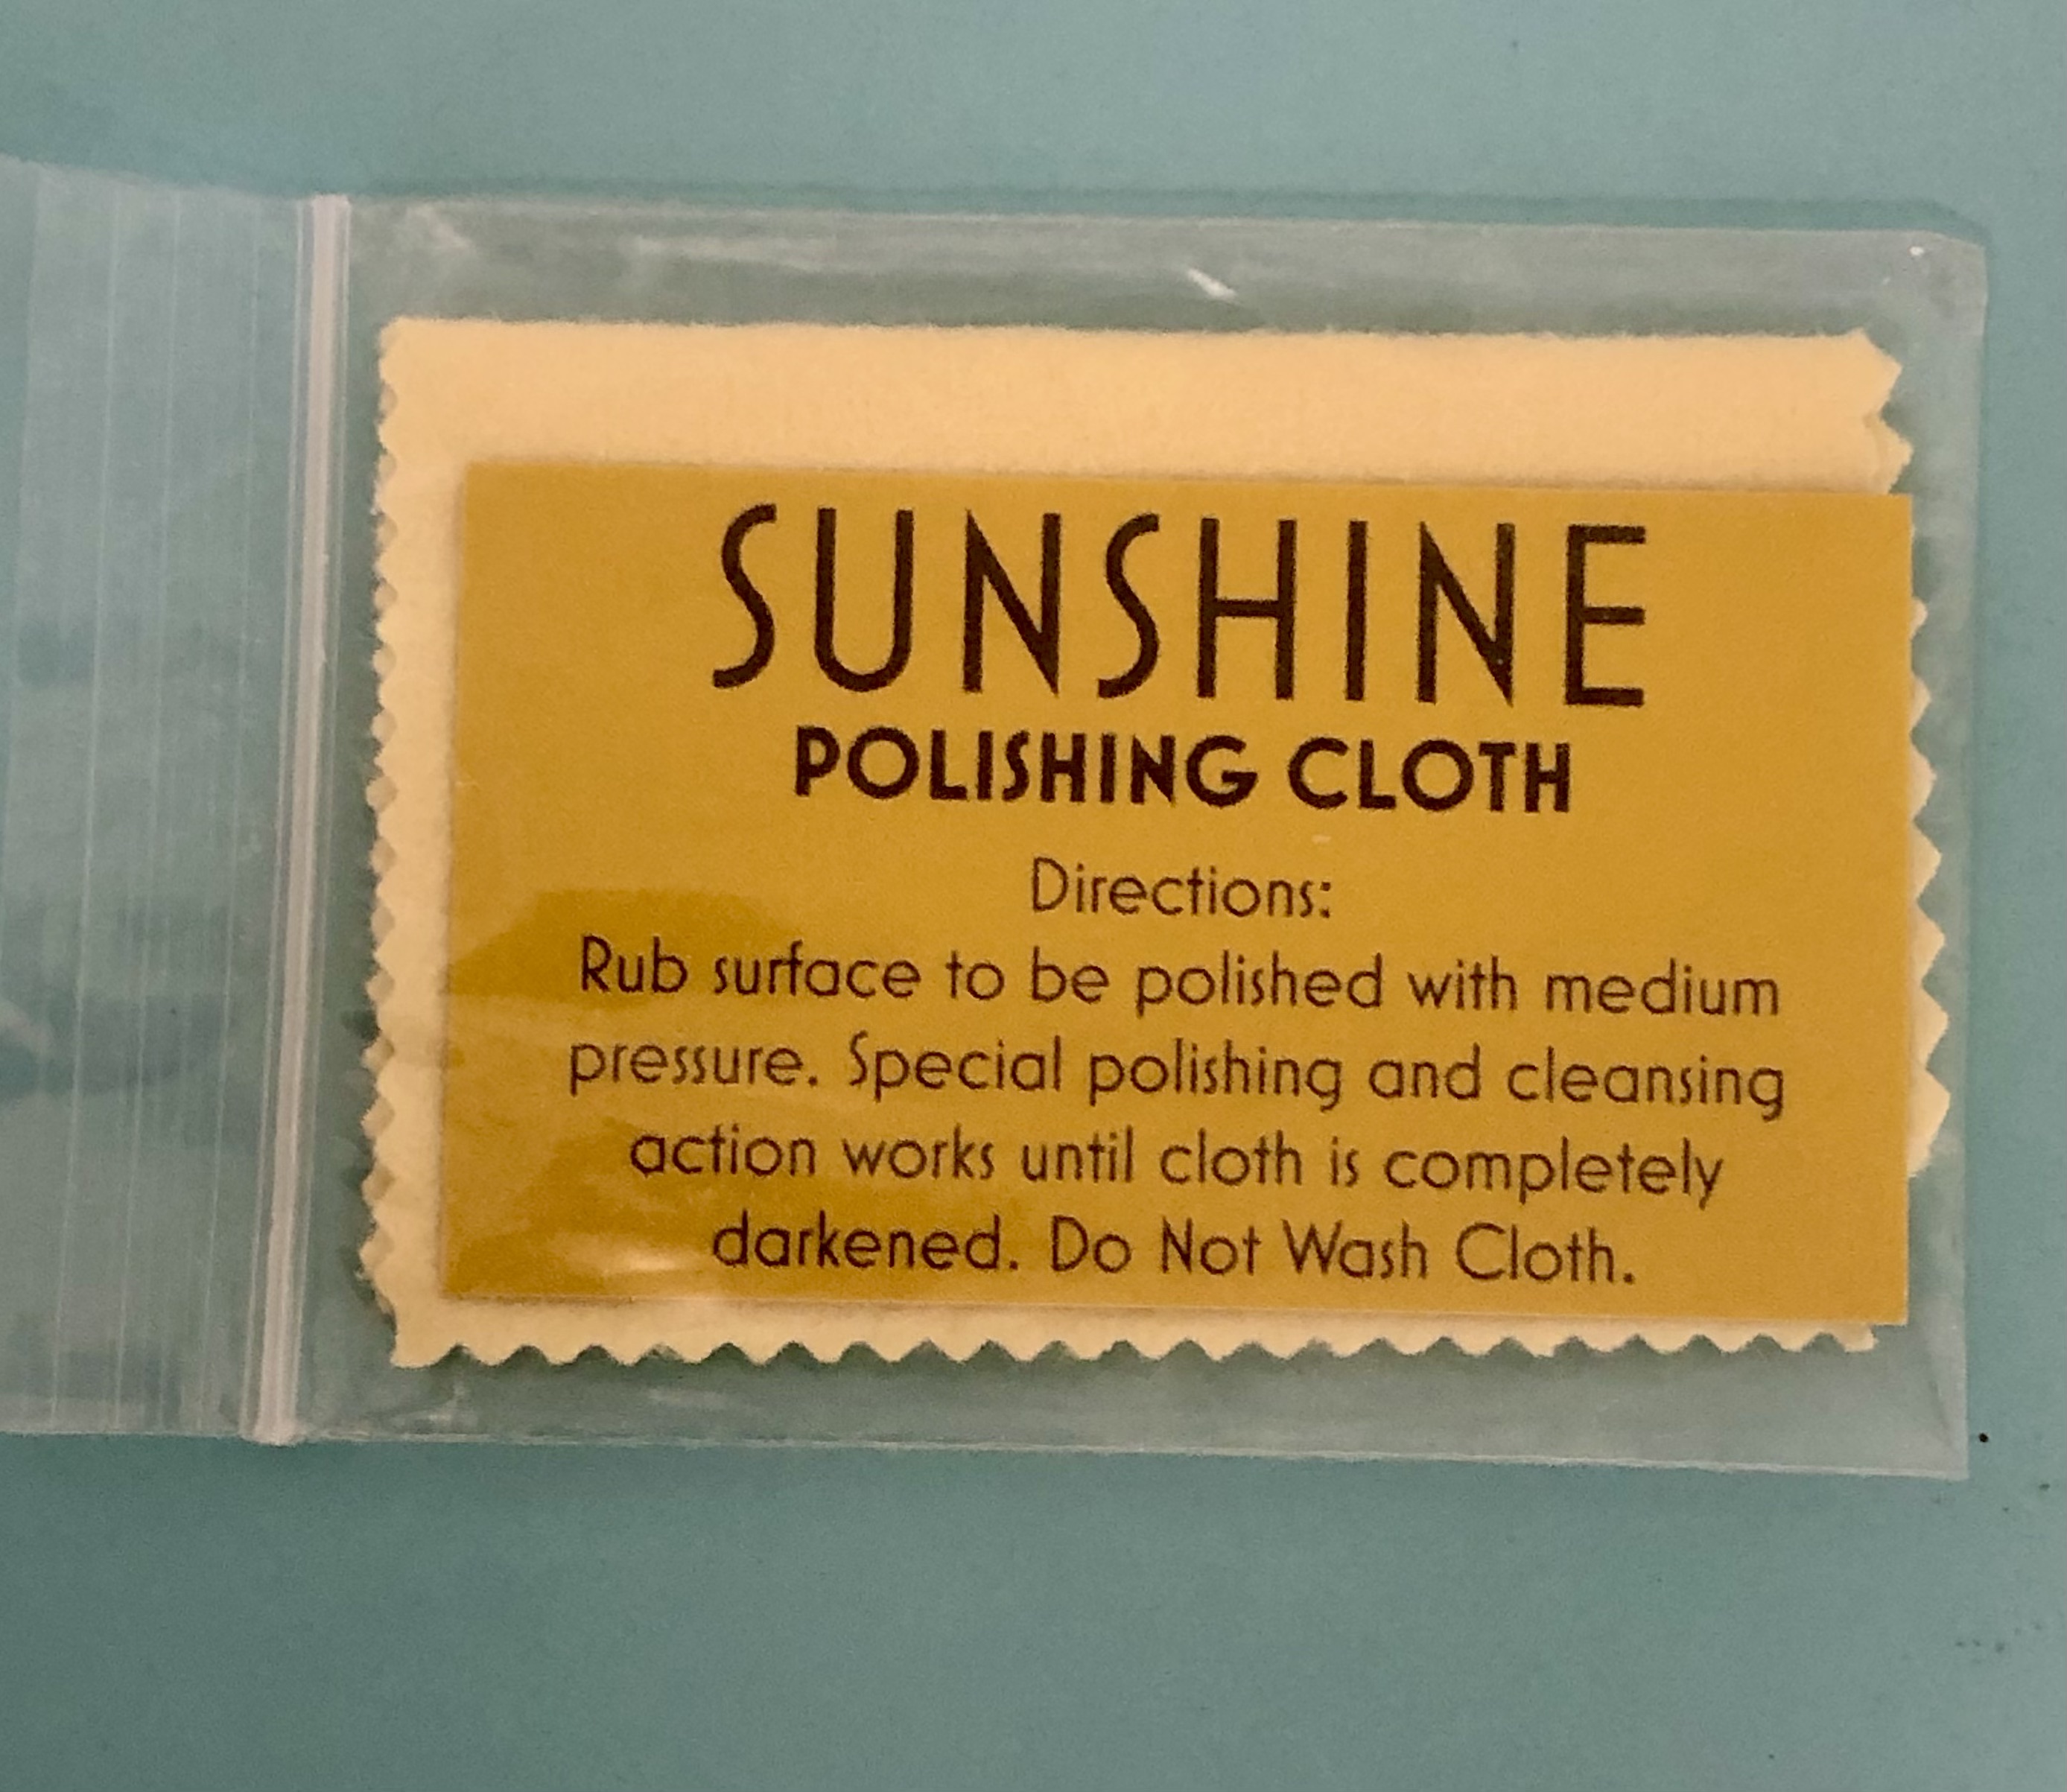 SUNSHINE
POLISHING CLOTH
Directions:
Rub surface to be polished with medium
pressure. Special polishing and cleansing
action works until cloth is completely
darkened. Do Not Wash Cloth.